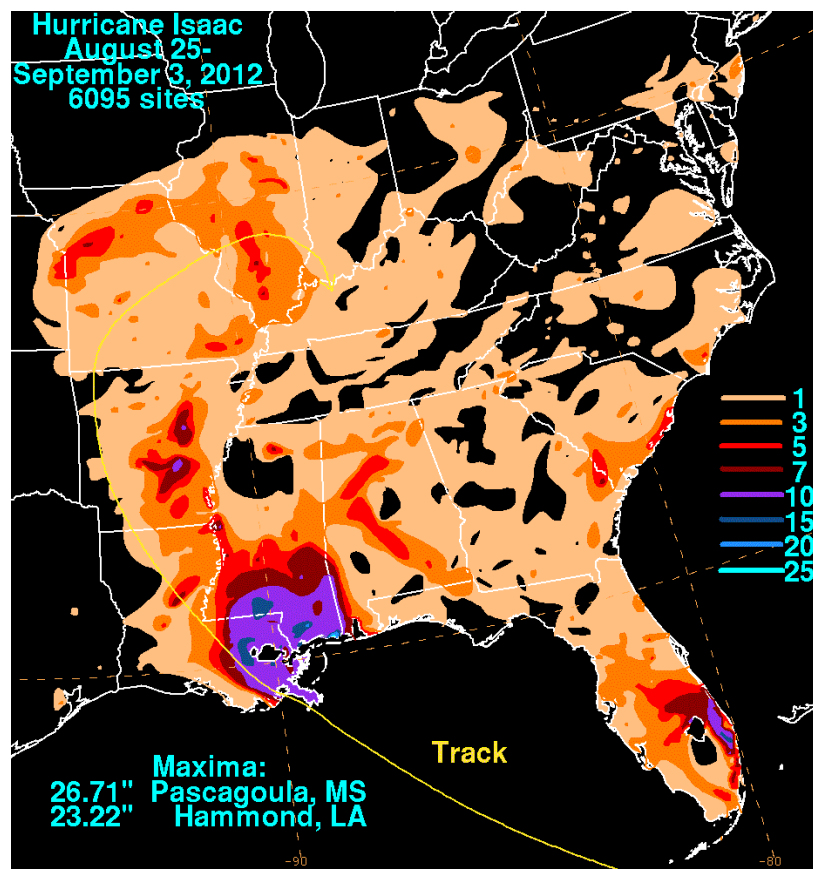 Hurricane Isaac
August 25-
September 3, 2012
6095 sites
1
3
5
7
10
15
20
25
Track
Maxima:
26.71" Pascagoula, MS
23.22" Hammond, LA
-90
-80